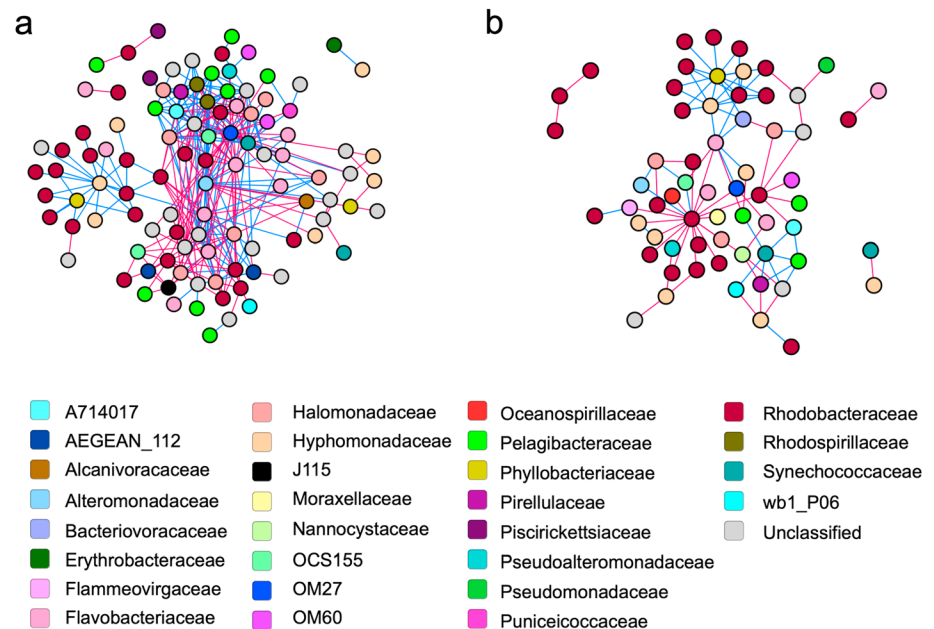 a
b
A714017
AEGEAN_112
Alcanivoracaceae
Alteromonadaceae
Bacteriovoracaceae
Erythrobacteraceae
Flammeovirgaceae
Flavobacteriaceae
Halomonadaceae
Hyphomonadaceae
J115
Moraxellaceae
Nannocystaceae
OCS155
OM27
OM60
Oceanospirillaceae
Pelagibacteraceae
Phyllobacteriaceae
Pirellulaceae
Piscirickettsiaceae
Pseudoalteromonadaceae
Pseudomonadaceae
Puniceicoccaceae
Rhodobacteraceae
Rhodospirillaceae
Synechococcaceae
wb1_P06
Unclassified